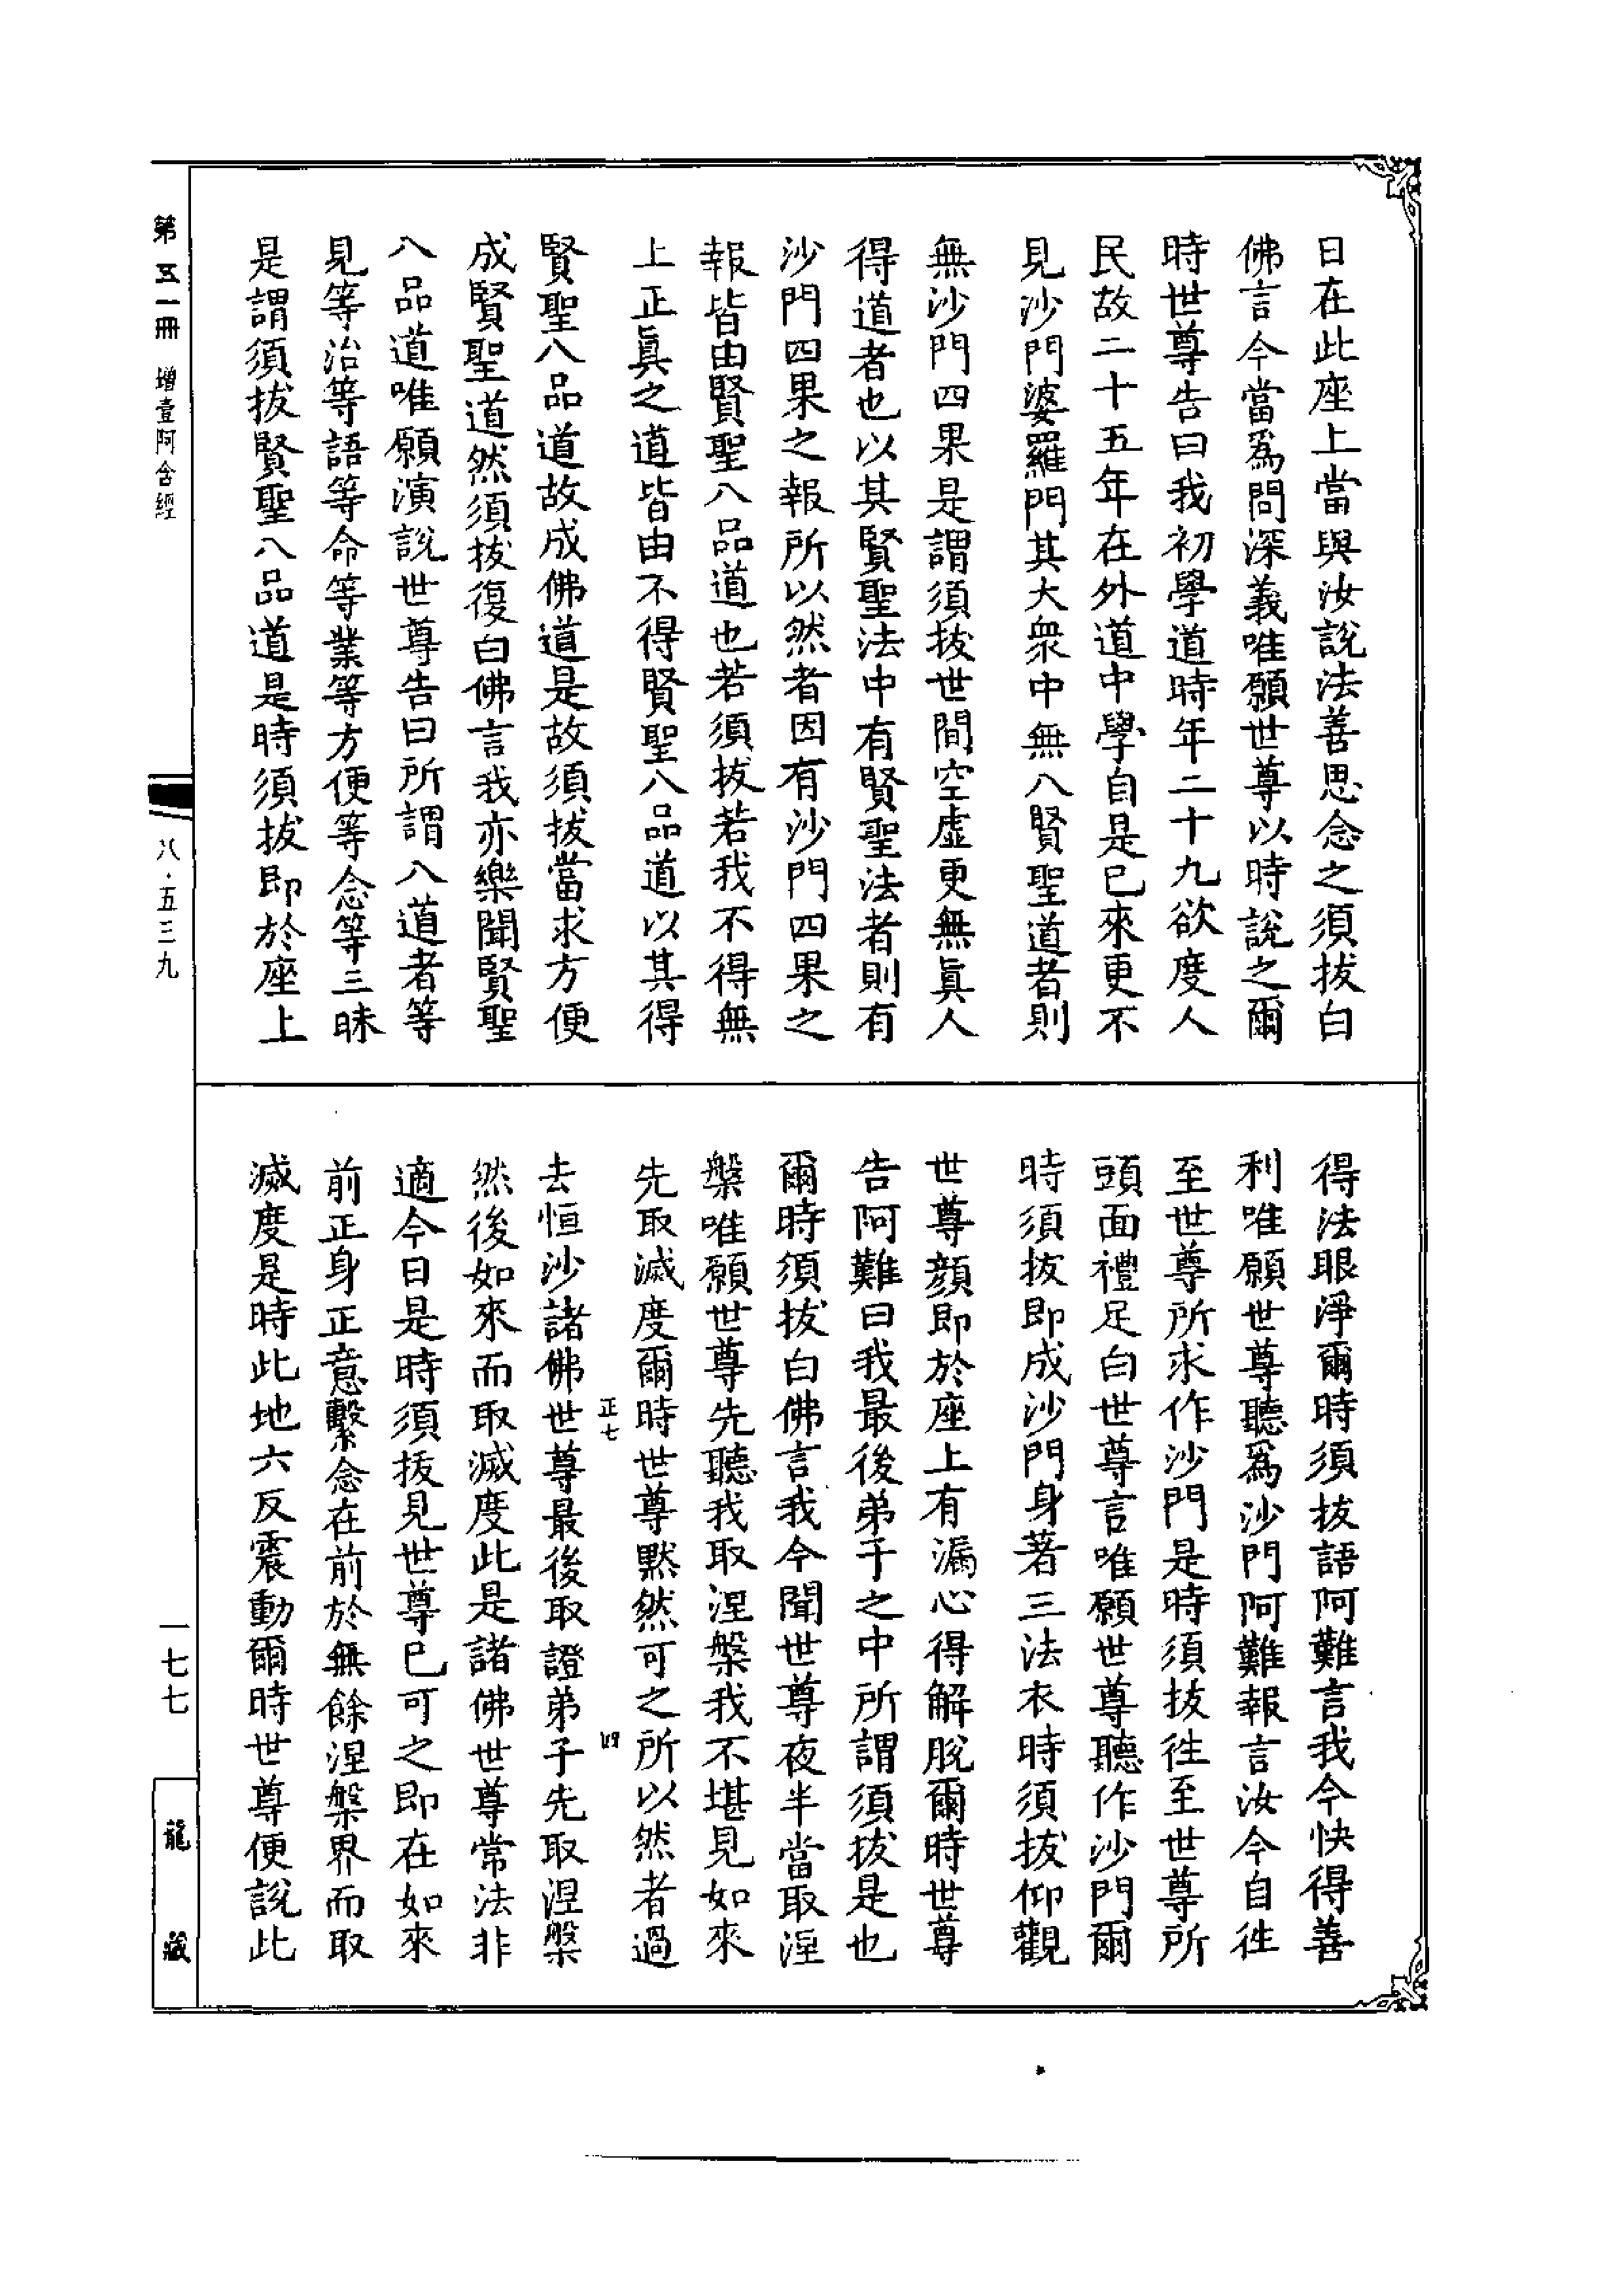 日在此座上當與汝說法善思念之須拔白
佛言今當爲問深義唯願世尊以時說之爾
時世尊告曰我初學道時年二十九欲度人
民故二十五年在外道中學自是已來更不
見沙門婆羅門其大衆中無八賢聖道者則
無沙門四果是謂須拔世間空虛更無眞人
得道者也以其賢聖法中有賢聖法者則有
沙門四果之報所以然者因有沙門四果之
報皆由賢聖八品道也若須拔若我不得無
上正眞之道皆由不得賢聖八品道以其得
賢聖八品道故成佛道是故須拔當求方便
成賢聖道然須拔復白佛言我亦樂聞賢聖
八品道唯願演說世尊告曰所謂八道者等
見等治等語等命等業等方便等念等三昧
是謂須拔賢聖八品道是時須拔即於座上
得法眼淨爾時須拔語阿難言我今快得善
利唯願世尊聽爲沙門阿難報言汝今自往
至世尊所求作沙門是時須拔往至世尊所
頭面禮足白世尊言唯願世尊聽作沙門爾
時須拔即成沙門身著三法衣時須拔仰觀
世尊顏即於座上有漏心得解脫爾時世尊
告阿難曰我最後弟子之中所謂須拔是也
爾時須拔白佛言我今聞世尊夜半當取涅
槃唯願世尊先聽我取涅槃我不堪見如來
先取滅度爾時世尊默然可之所以然者過
正七
四
去恒沙諸佛世尊最後取證弟子先取涅槃
然後如來而取滅度此是諸佛世尊常法非
適今日是時須拔見世尊已可之即在如來
前正身正意繫念在前於無餘涅槃界而取
滅度是時此地六反震動爾時世尊便說此
第五一冊 增壹阿含經
八·五三九
一七七
龍藏